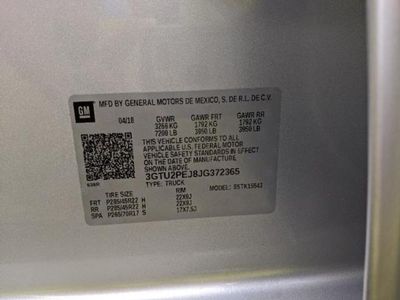 GM
MFD BY GENERAL MOTORS DE MEXICO, S. DE R.L. DE C.V.
04/18 GVWR GAWR FRT GAWR RR
3266 KG 1792 KG 1792 KG
7200 LB 3950 LB 3950 LB
THIS VEHICLE CONFORMS TO ALL
APPLICABLE U.S. FEDERAL MOTOR
VEHICLE SAFETY AND THEFT
PREVENTION STANDARDS IN EFFECT
ON THE DATE OF MANUFACTURE
SHOWN ABOVE.
3GTU2PEJ8JG372365
TYPE: TRUCK
TIRE SIZE RIM
FRT P285/45R22 H 22X9J
RR P285/45R22 H 22X9J
SPA P265/70R17 S 17X7.5J